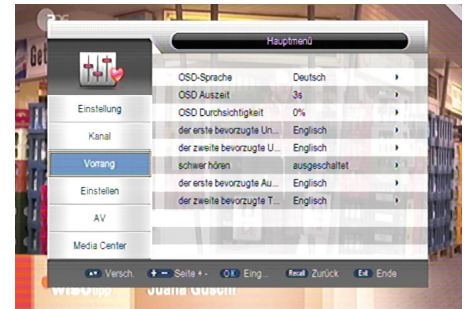 Hauptmenü
OSD-Sprache Deutsch
OSD Auszeit 3s
OSD Durchsichtigkeit 0%
der erste bevorzugte Un... Englisch
der zweite bevorzugte U... Englisch
schwer hören ausgeschaltet
der erste bevorzugte Au... Englisch
der zweite bevorzugte T... Englisch
Einstellung
Kanal
Vorrang
Einstellen
AV
Media Center
Versch. + - Seite + - OK Eing... Recall Zurück Exit Ende